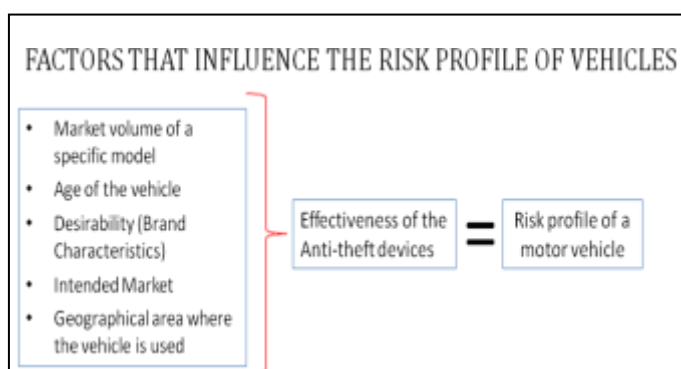 FACTORS THAT INFLUENCE THE RISK PROFILE OF VEHICLES
• Market volume of a
specific model
• Age of the vehicle
• Desirability (Brand
Characteristics)
• Intended Market
• Geographical area where
the vehicle is used
Effectiveness of the
Anti-theft devices
=
Risk profile of a
motor vehicle